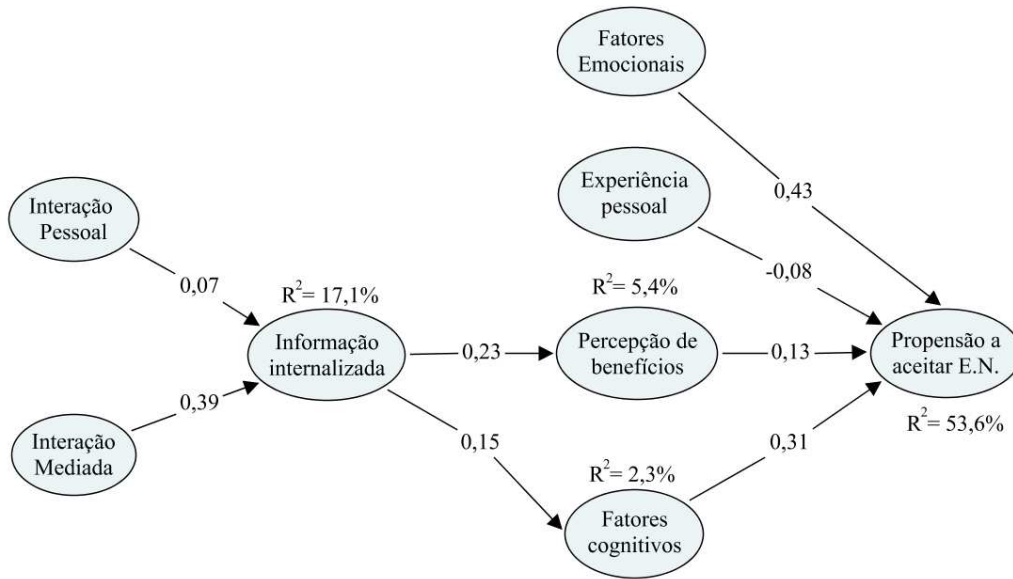 Fatores
Emocionais
Experiência
pessoal
0,43
Interação
Pessoal
-0,08
0,07
R²= 17,1%
R²= 5,4%
Informação
internalizada
0,23
Percepção de
benefícios
0,13
Propensão a
aceitar E.N.
0,39
R²= 53,6%
Interação
Mediada
0,15
0,31
R²= 2,3%
Fatores
cognitivos